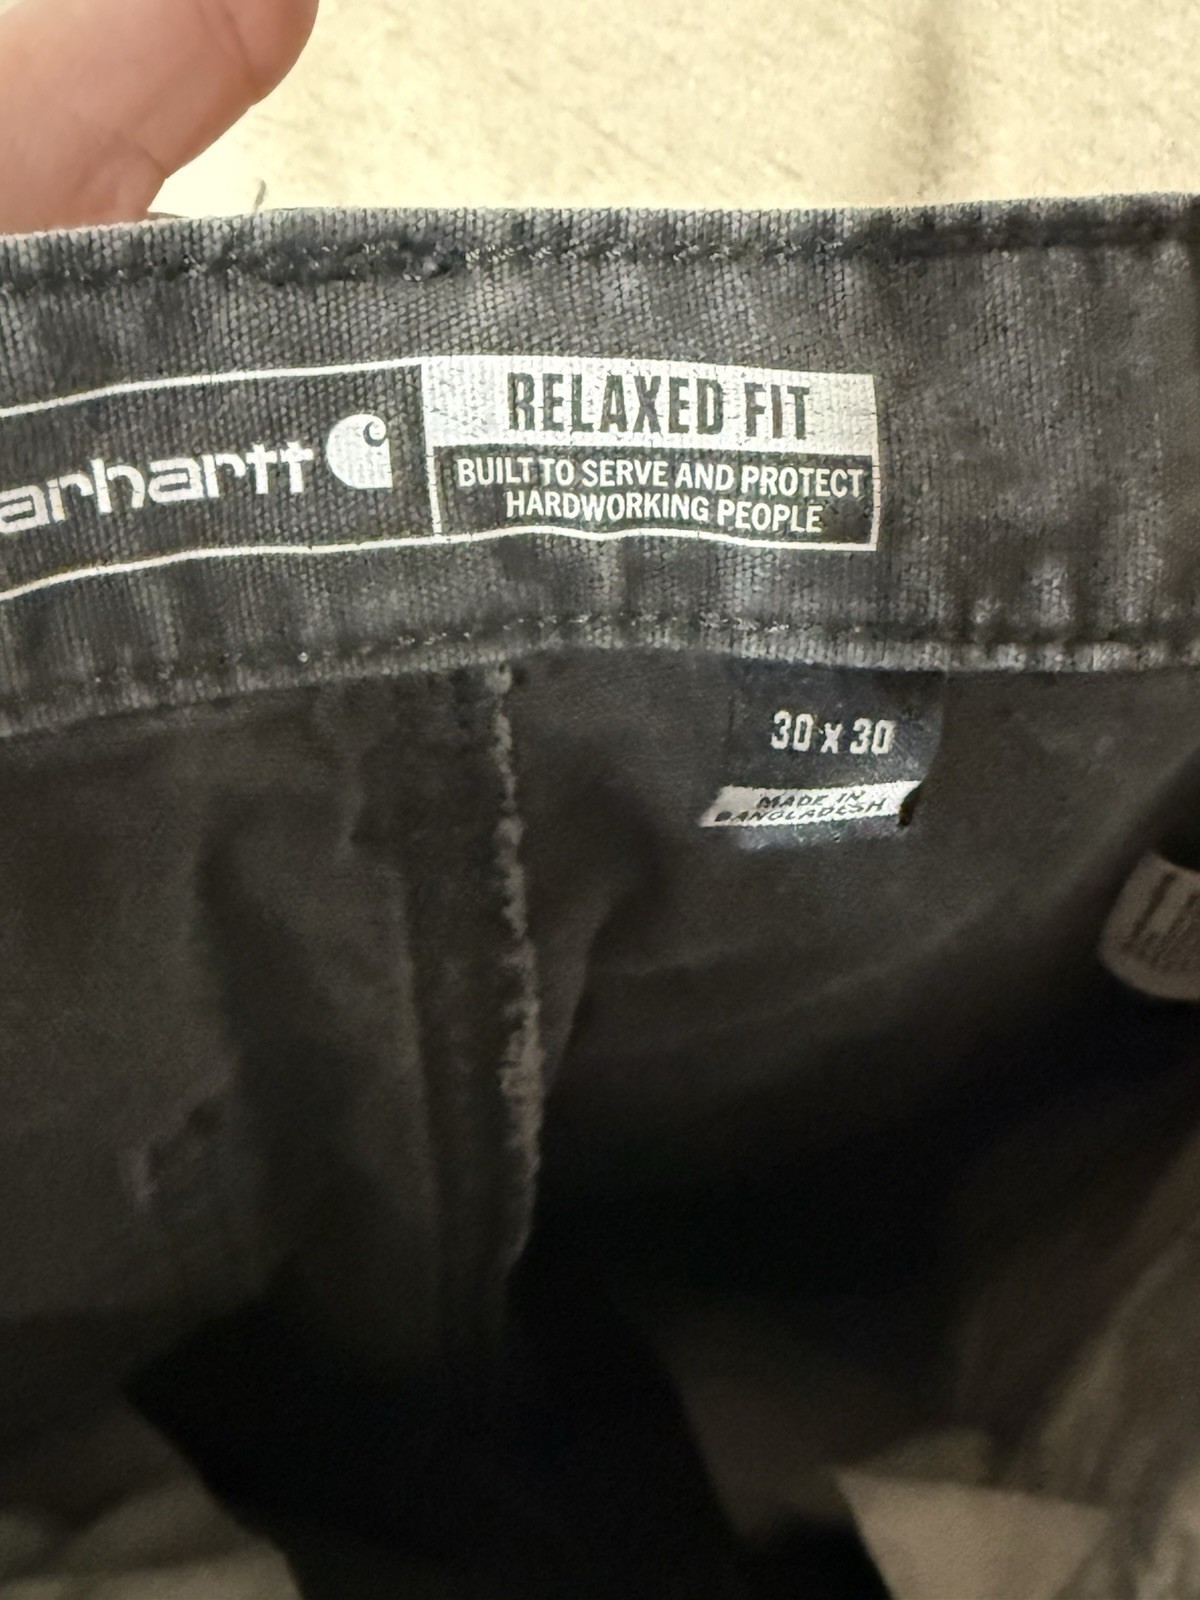 arhartt
RELAXED FIT
BUILT TO SERVE AND PROTECT
HARDWORKING PEOPLE
30 x 30
MADE IN
BANGLADESH